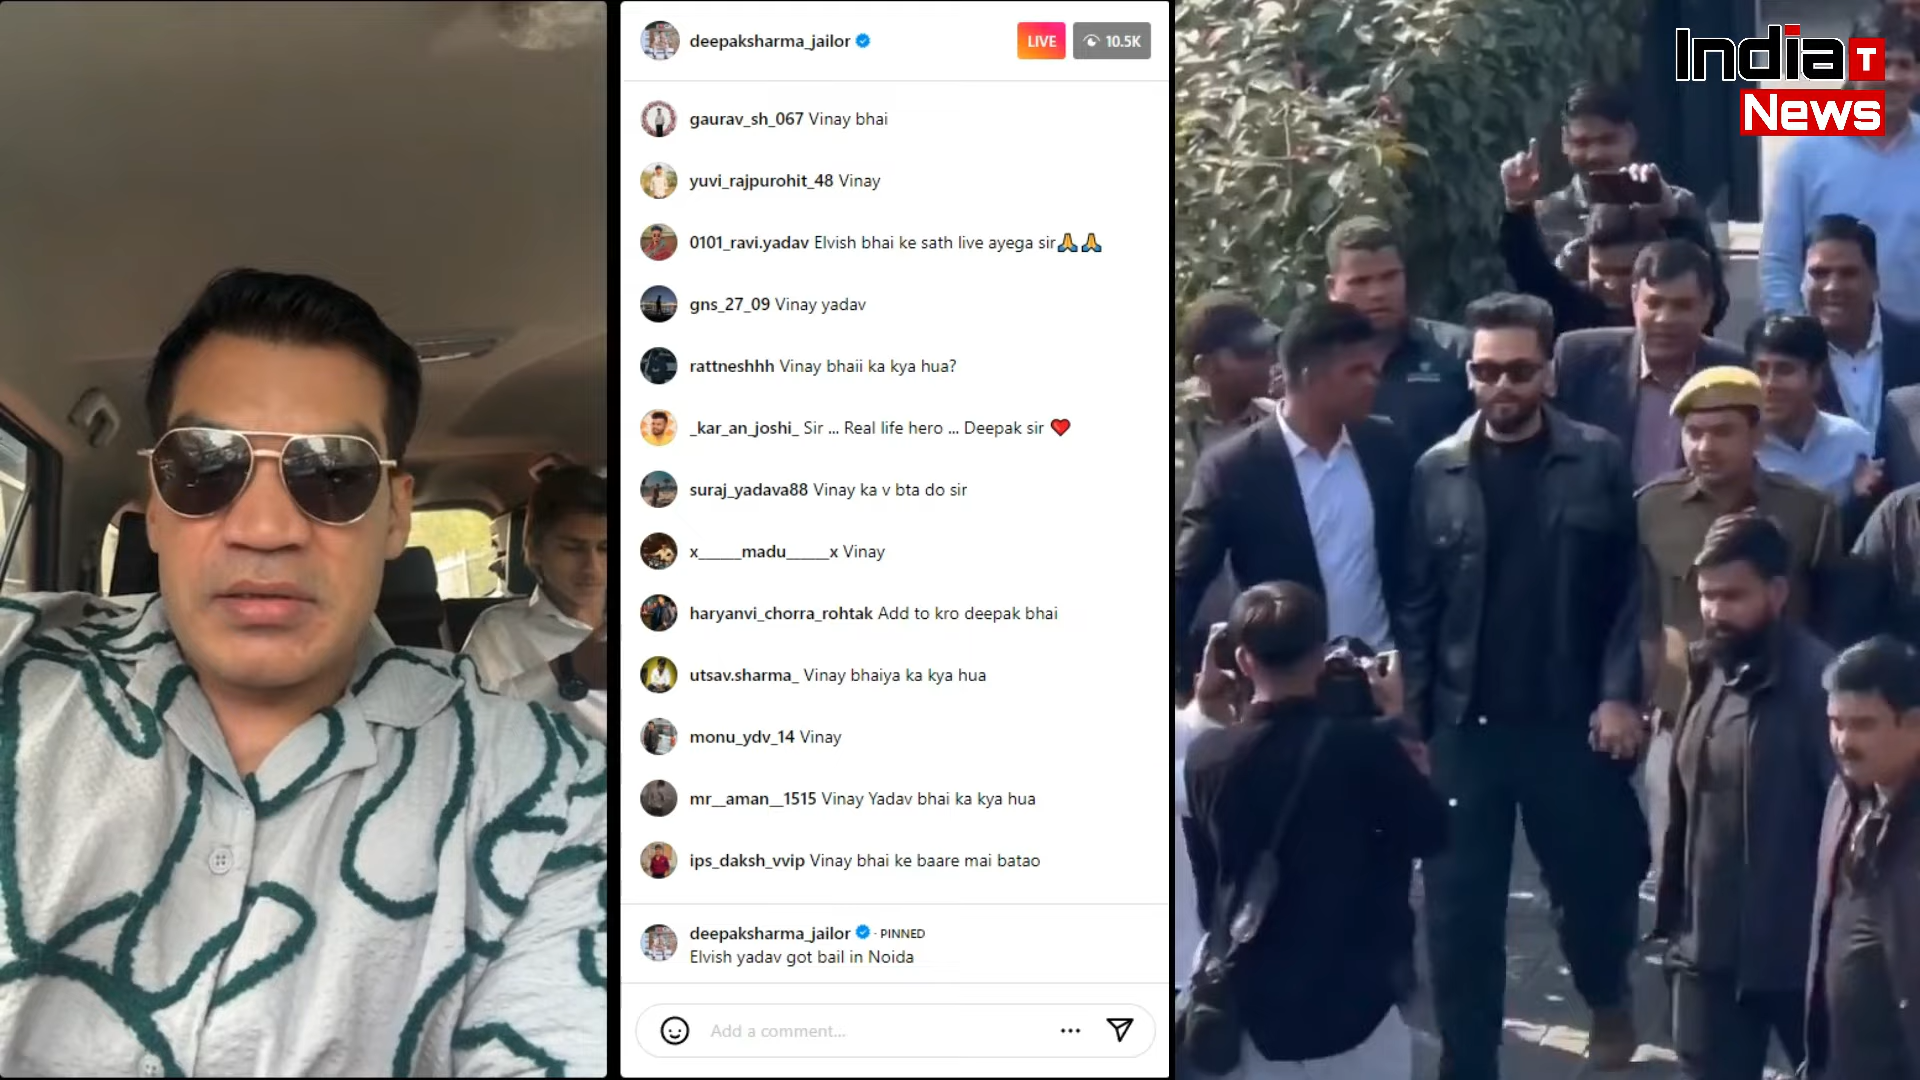 deepaksharma_jailor
LIVE
10.5K
gaurav_sh_067 Vinay bhai
yuvi_rajpurohit_48 Vinay
0101_ravi.yadav Elvish bhai ke sath live ayega sir🙏🙏
gns_27_09 Vinay yadav
rattneshhh Vinay bhaii ka kya hua?
_kar_an_joshi_ Sir ... Real life hero ... Deepak sir ❤️
suraj_yadava88 Vinay ka v bta do sir
x_____madu_____x Vinay
haryanvi_chorra_rohtak Add to kro deepak bhai
utsav.sharma_ Vinay bhaiya ka kya hua
monu_ydv_14 Vinay
mr__aman__1515 Vinay Yadav bhai ka kya hua
ips_daksh_vvip Vinay bhai ke baare mai batao
deepaksharma_jailor · PINNED
Elvish yadav got bail in Noida
Add a comment...
India T
News